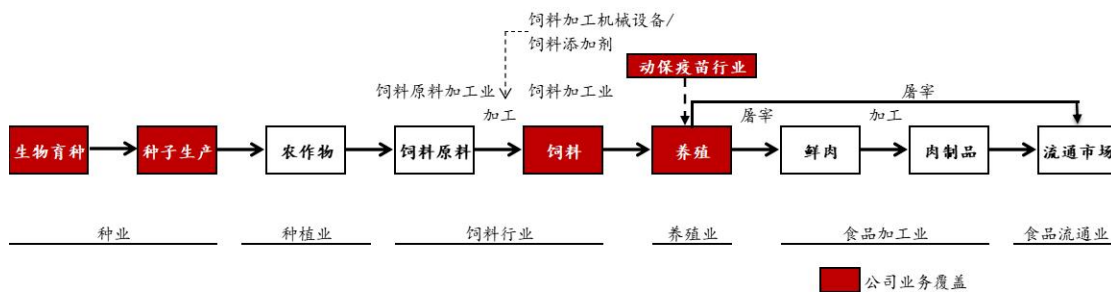 饲料加工机械设备/
饲料添加剂
动保疫苗行业
饲料原料加工业
饲料加工业
屠宰
加工
屠宰
加工
生物育种
种子生产
农作物
饲料原料
饲料
养殖
鲜肉
肉制品
流通市场
种业
种植业
饲料行业
养殖业
食品加工业
食品流通业
公司业务覆盖